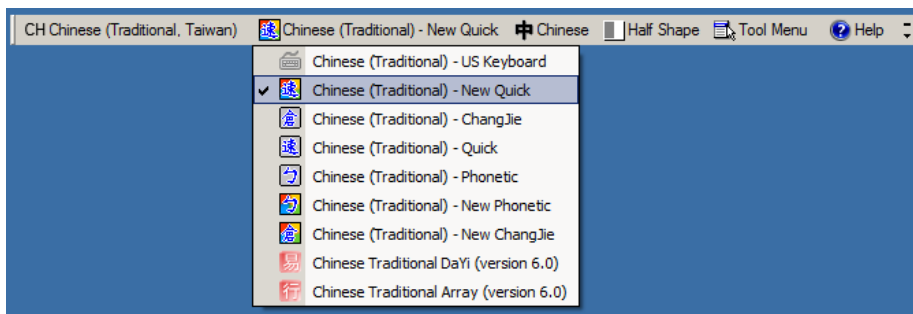 CH Chinese (Traditional, Taiwan) 速 Chinese (Traditional) - New Quick 中 Chinese Half Shape Tool Menu ? Help
Chinese (Traditional) - US Keyboard
速 Chinese (Traditional) - New Quick
倉 Chinese (Traditional) - ChangJie
速 Chinese (Traditional) - Quick
ㄅ Chinese (Traditional) - Phonetic
ㄅ Chinese (Traditional) - New Phonetic
倉 Chinese (Traditional) - New ChangJie
易 Chinese Traditional DaYi (version 6.0)
行 Chinese Traditional Array (version 6.0)